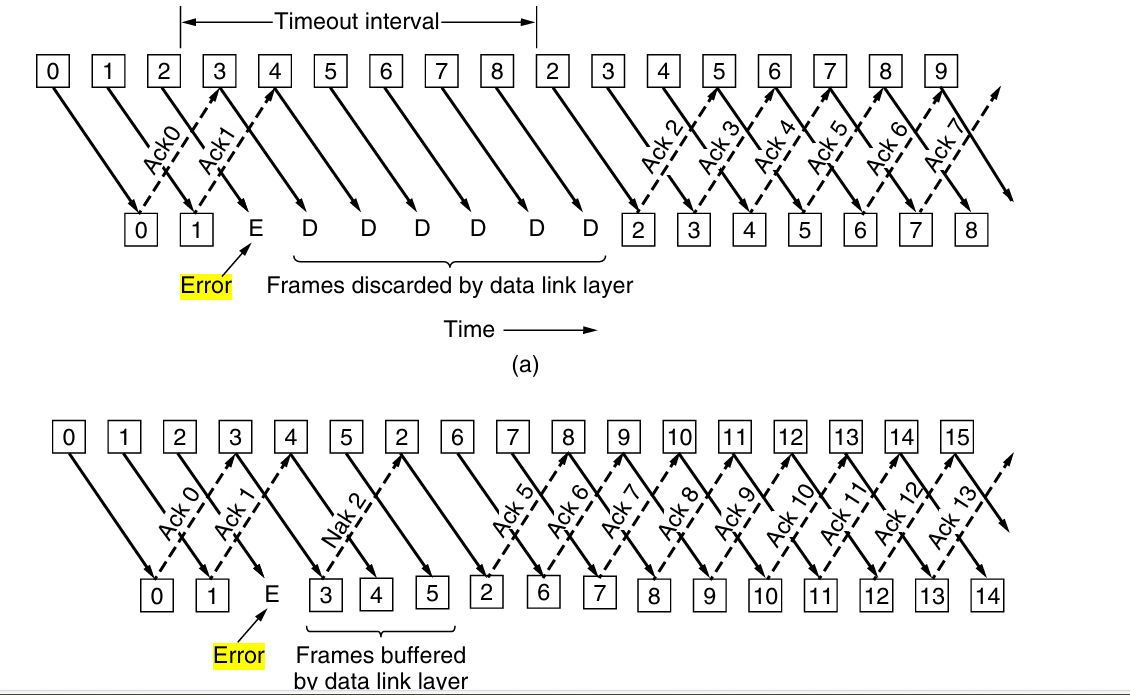 Timeout interval
0 1 2 3 4 5 6 7 8 2 3 4 5 6 7 8 9
Ack0 Ack1 Ack 2 Ack 3 Ack 4 Ack 5 Ack 6 Ack 7
0 1 E D D D D D D 2 3 4 5 6 7 8
Error Frames discarded by data link layer
Time
(a)
0 1 2 3 4 5 2 6 7 8 9 10 11 12 13 14 15
Ack 0 Ack 1 Nak 2 Ack 5 Ack 6 Ack 7 Ack 8 Ack 9 Ack 10 Ack 11 Ack 12 Ack 13
0 1 E 3 4 5 2 6 7 8 9 10 11 12 13 14
Error Frames buffered
by data link layer